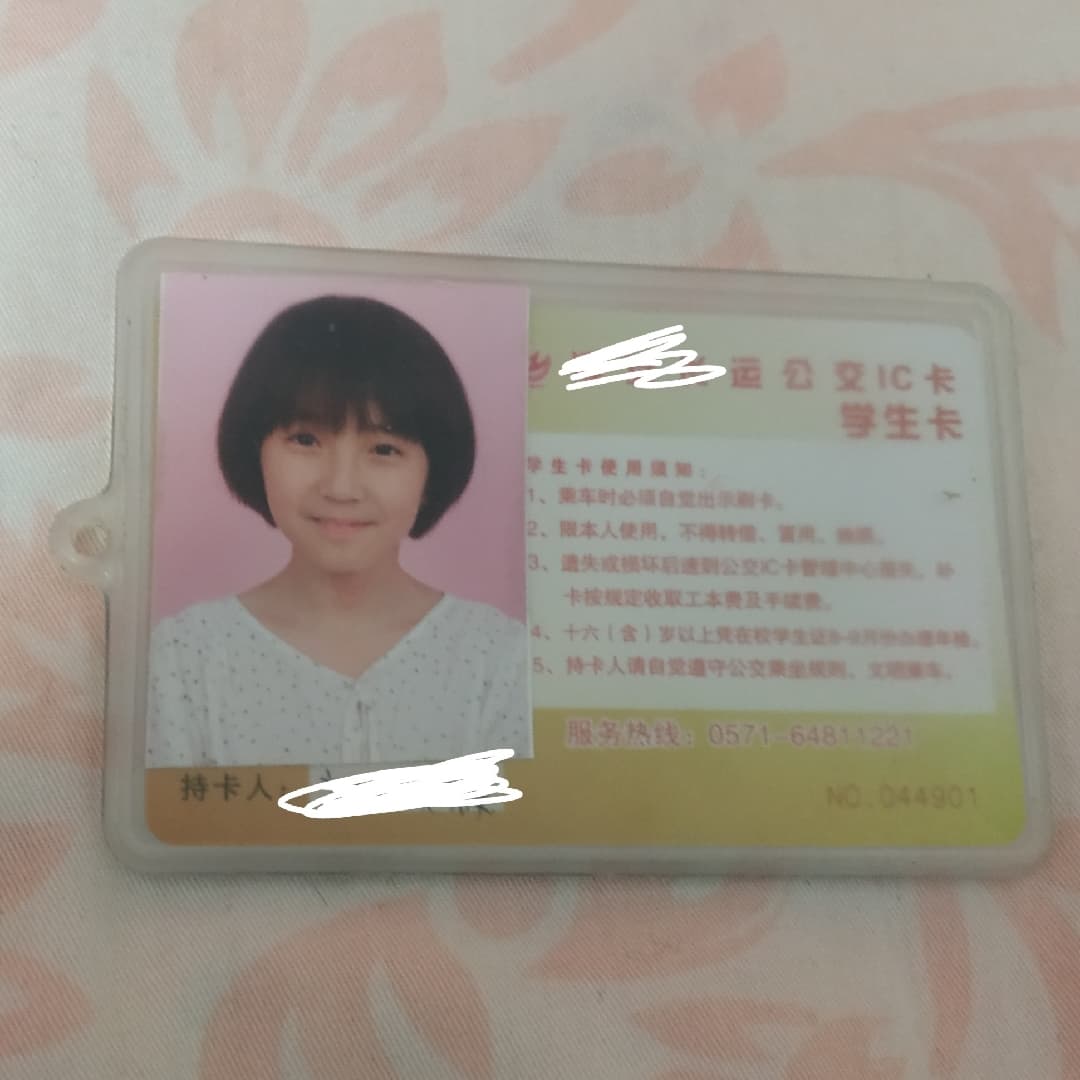 运公交IC卡
学生卡
学生卡使用须知：
1、乘车时必须自觉出示刷卡。
2、限本人使用、不得转借、冒用、
3、遗失或损坏后速到公交IC卡管理中心挂失，补
卡按规定收取工本费及手续费。
4、十六（含）岁以上凭在校学生证8-9月份办理年检。
5、持卡人请自觉遵守公交乘坐规则、文明乘车。
服务热线：0571-64811221
持卡人：
NO.044901